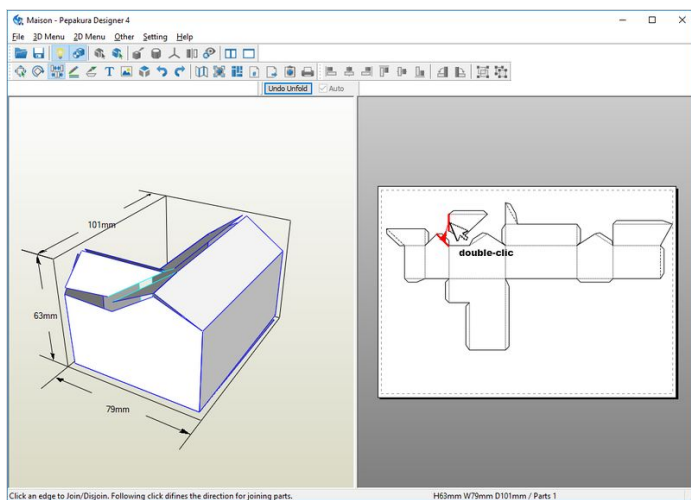 Maison - Pepakura Designer 4
File 3D Menu 2D Menu Other Setting Help
Undo Unfold Auto
101mm
63mm
79mm
double-clic
Click an edge to Join/Disjoin. Following click difines the direction for joining parts. H63mm W79mm D101mm / Parts 1